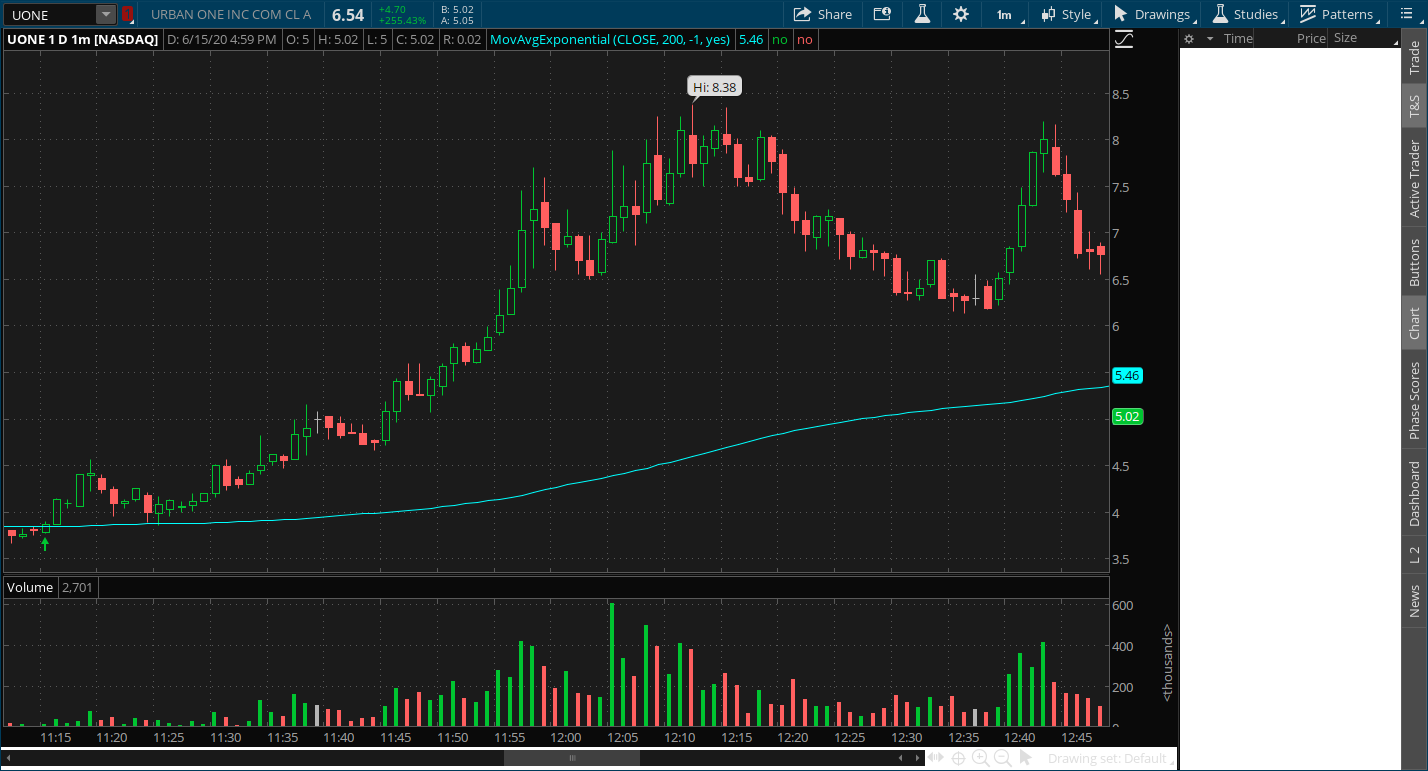 UONE 1 URBAN ONE INC COM CL A 6.54 +4.70 +255.43% B: 5.02 A: 5.05 Share 1m Style Drawings Studies Patterns
UONE 1 D 1m [NASDAQ] D: 6/15/20 4:59 PM O: 5 H: 5.02 L: 5 C: 5.02 R: 0.02 MovAvgExponential (CLOSE, 200, -1, yes) 5.46 no no
Time Price Size
Hi: 8.38
8.5
8
7.5
7
6.5
6
5.46
5.02
4.5
4
3.5
Volume 2,701
600
400
200
0
<thousands>
11:15 11:20 11:25 11:30 11:35 11:40 11:45 11:50 11:55 12:00 12:05 12:10 12:15 12:20 12:25 12:30 12:35 12:40 12:45
Drawing set: Default
Trade
T&S
Active Trader
Buttons
Chart
Phase Scores
Dashboard
L 2
News